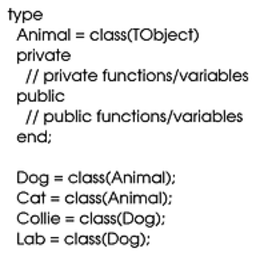 type
Animal = class(TObject)
private
// private functions/variables
public
// public functions/variables
end;
Dog = class(Animal);
Cat = class(Animal);
Collie = class(Dog);
Lab = class(Dog);